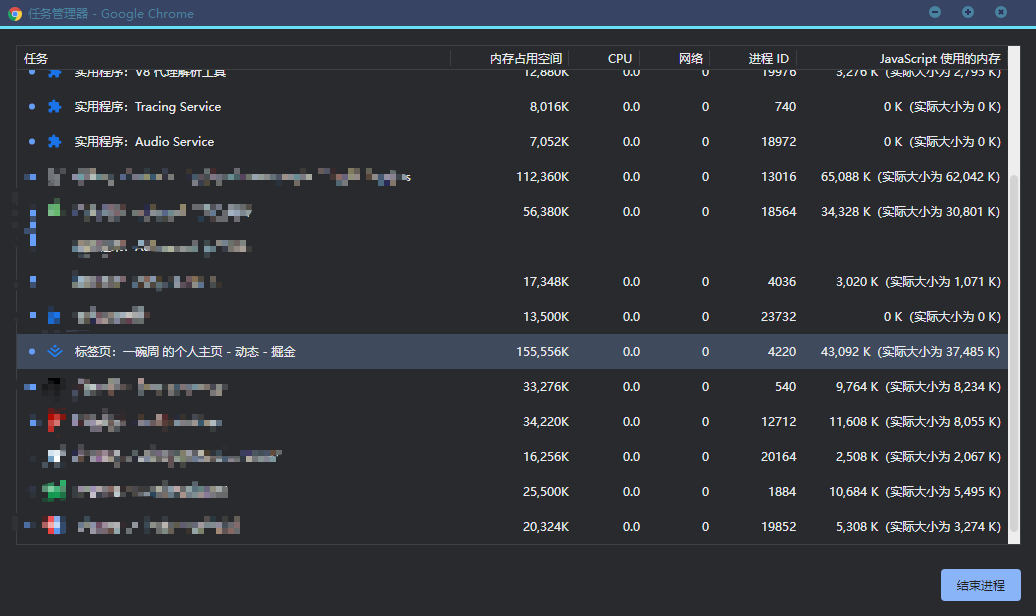 任务管理器 - Google Chrome
任务 内存占用空间 CPU 网络 进程 ID JavaScript 使用的内存
实用程序：V8 代理解析工具 12,880K 0.0 0 19976 3,276 K (实际大小为 2,795 K)
实用程序：Tracing Service 8,016K 0.0 0 740 0 K (实际大小为 0 K)
实用程序：Audio Service 7,052K 0.0 0 18972 0 K (实际大小为 0 K)
112,360K 0.0 0 13016 65,088 K (实际大小为 62,042 K)
56,380K 0.0 0 18564 34,328 K (实际大小为 30,801 K)
17,348K 0.0 0 4036 3,020 K (实际大小为 1,071 K)
13,500K 0.0 0 23732 0 K (实际大小为 0 K)
标签页：一碗周 的个人主页 - 动态 - 掘金 155,556K 0.0 0 4220 43,092 K (实际大小为 37,485 K)
33,276K 0.0 0 540 9,764 K (实际大小为 8,234 K)
34,220K 0.0 0 12712 11,608 K (实际大小为 8,055 K)
16,256K 0.0 0 20164 2,508 K (实际大小为 2,067 K)
25,500K 0.0 0 1884 10,684 K (实际大小为 5,495 K)
20,324K 0.0 0 19852 5,308 K (实际大小为 3,274 K)
结束进程